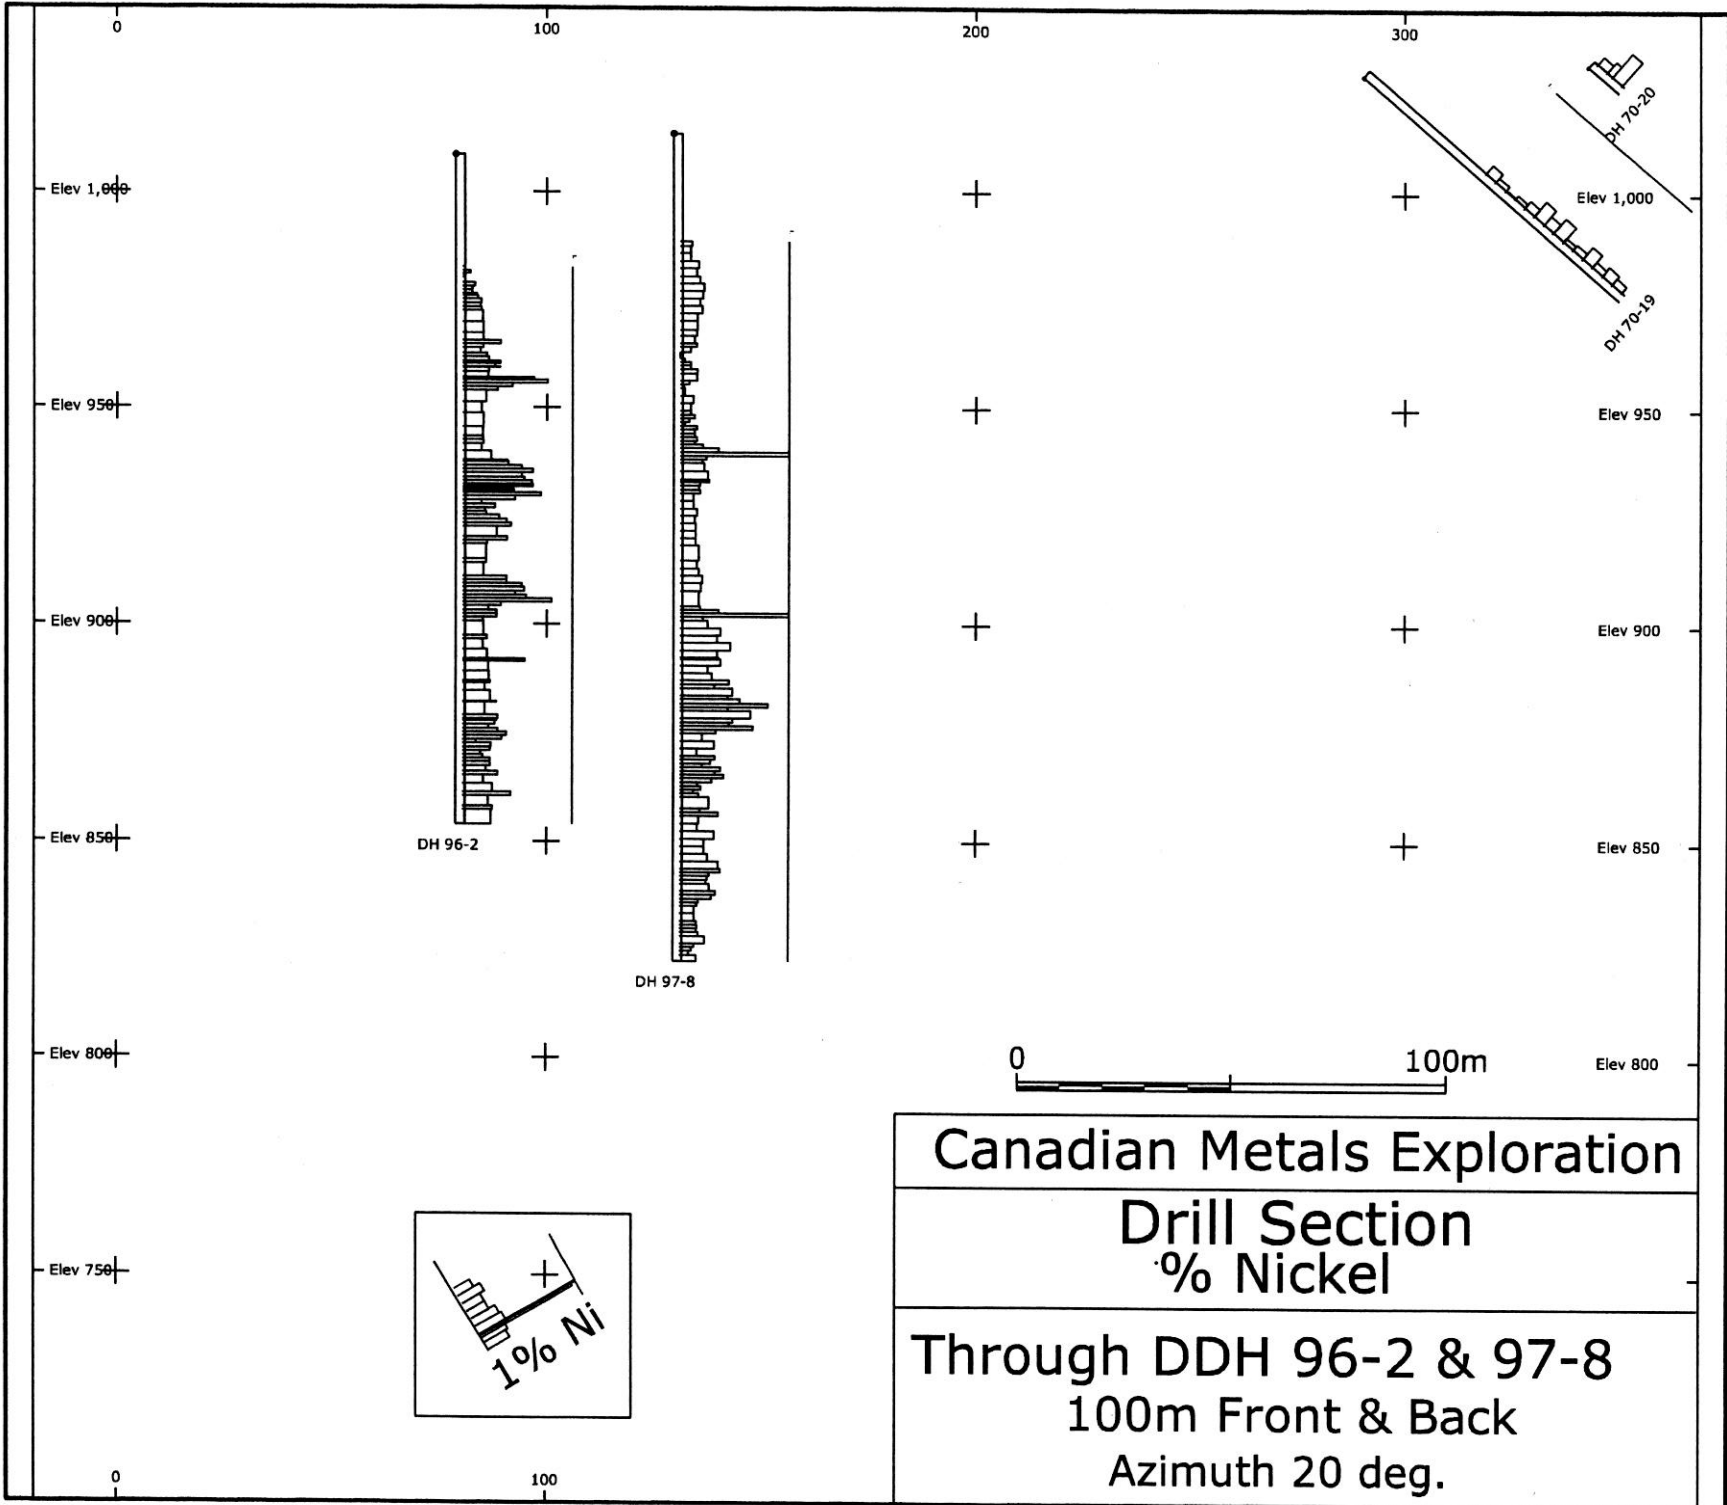 0 100 200 300
DH 70-20
Elev 1,000 Elev 1,000
DH 70-19
Elev 950 Elev 950
Elev 900 Elev 900
Elev 850 Elev 850
DH 96-2
DH 97-8
Elev 800 Elev 800
0 100m
Canadian Metals Exploration
Drill Section
% Nickel
Elev 750
1% Ni
Through DDH 96-2 & 97-8
100m Front & Back
Azimuth 20 deg.
0 100